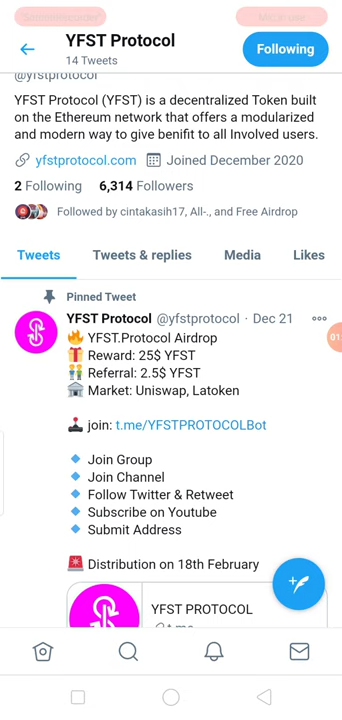 YFST Protocol
14 Tweets
Following
@yfstprotocol
YFST Protocol (YFST) is a decentralized Token built
on the Ethereum network that offers a modularized
and modern way to give benifit to all Involved users.
yfstprotocol.com Joined December 2020
2 Following 6,314 Followers
Followed by cintakasih17, All-., and Free Airdrop
Tweets Tweets & replies Media Likes
Pinned Tweet
YFST Protocol @yfstprotocol · Dec 21
🔥 YFST.Protocol Airdrop
🎁 Reward: 25$ YFST
👬 Referral: 2.5$ YFST
🏛 Market: Uniswap, Latoken
🕹 join: t.me/YFSTPROTOCOLBot
🔹 Join Group
🔹 Join Channel
🔹 Follow Twitter & Retweet
🔹 Subscribe on Youtube
🔹 Submit Address
🚨 Distribution on 18th February
YFST PROTOCOL